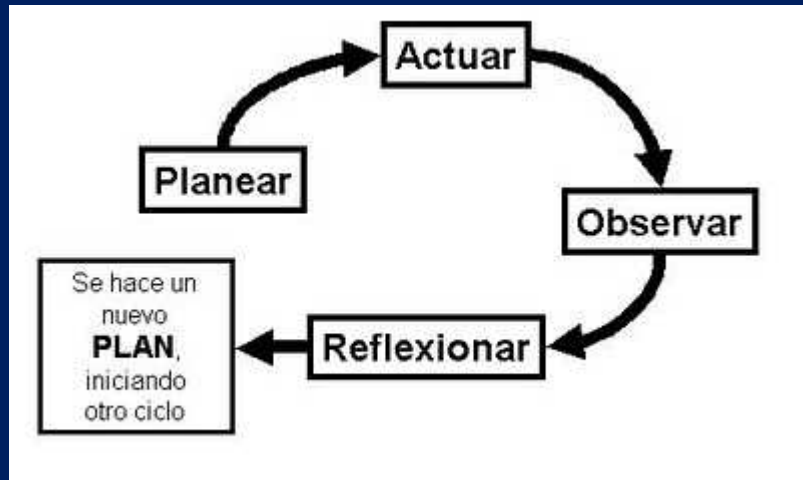 Planear
Actuar
Observar
Reflexionar
Se hace un
nuevo
PLAN,
iniciando
otro ciclo